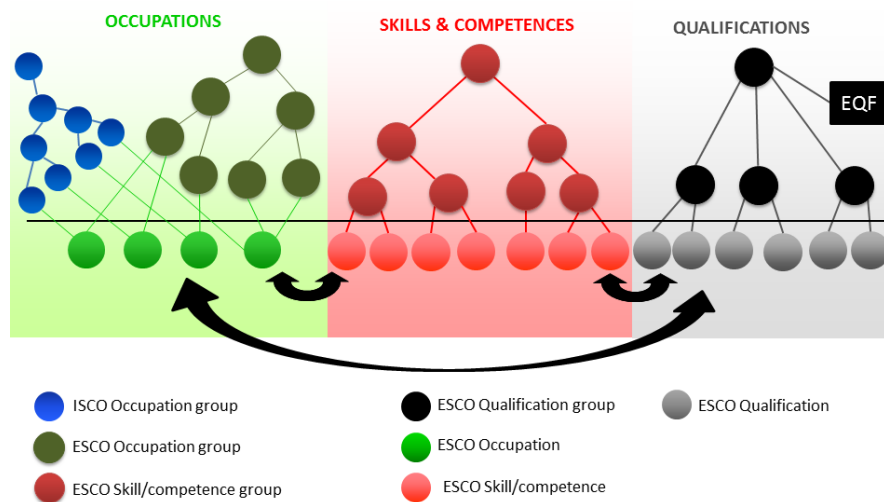 OCCUPATIONS
SKILLS & COMPETENCES
QUALIFICATIONS
EQF
ISCO Occupation group
ESCO Qualification group
ESCO Qualification
ESCO Occupation group
ESCO Occupation
ESCO Skill/competence group
ESCO Skill/competence